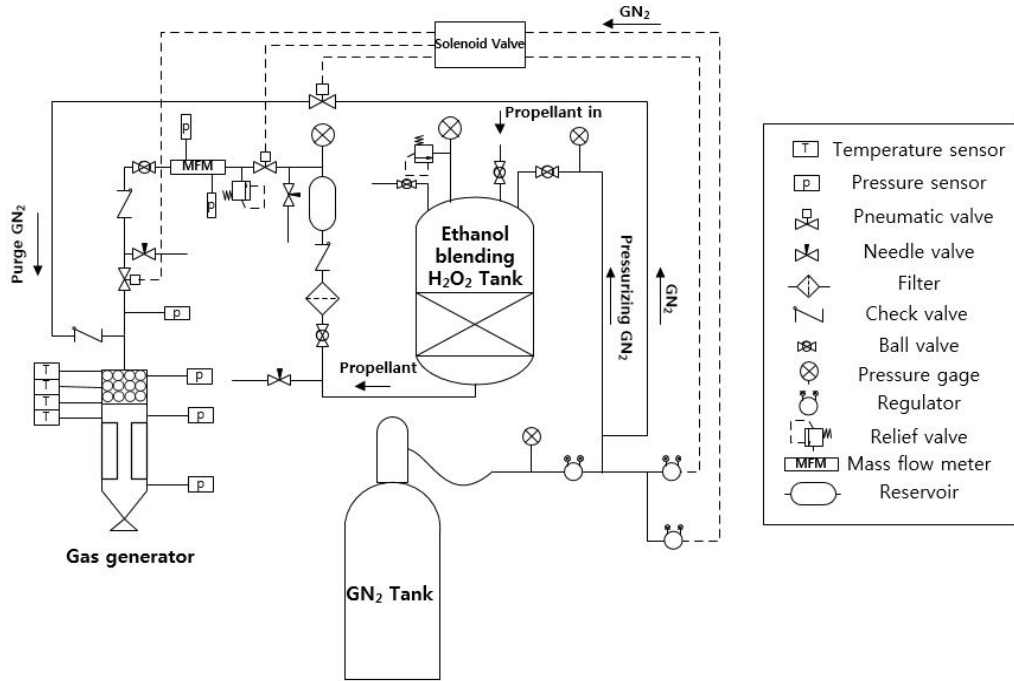 GN₂
Solenoid Valve
Propellant in
p
MFM
p
Purge GN₂
Ethanol
blending
H₂O₂ Tank
Pressurizing GN₂
GN₂
p
Propellant
T
T
T
T
p
p
p
Gas generator
GN₂ Tank
T Temperature sensor
p Pressure sensor
Pneumatic valve
Needle valve
Filter
Check valve
Ball valve
Pressure gage
Regulator
Relief valve
MFM Mass flow meter
Reservoir